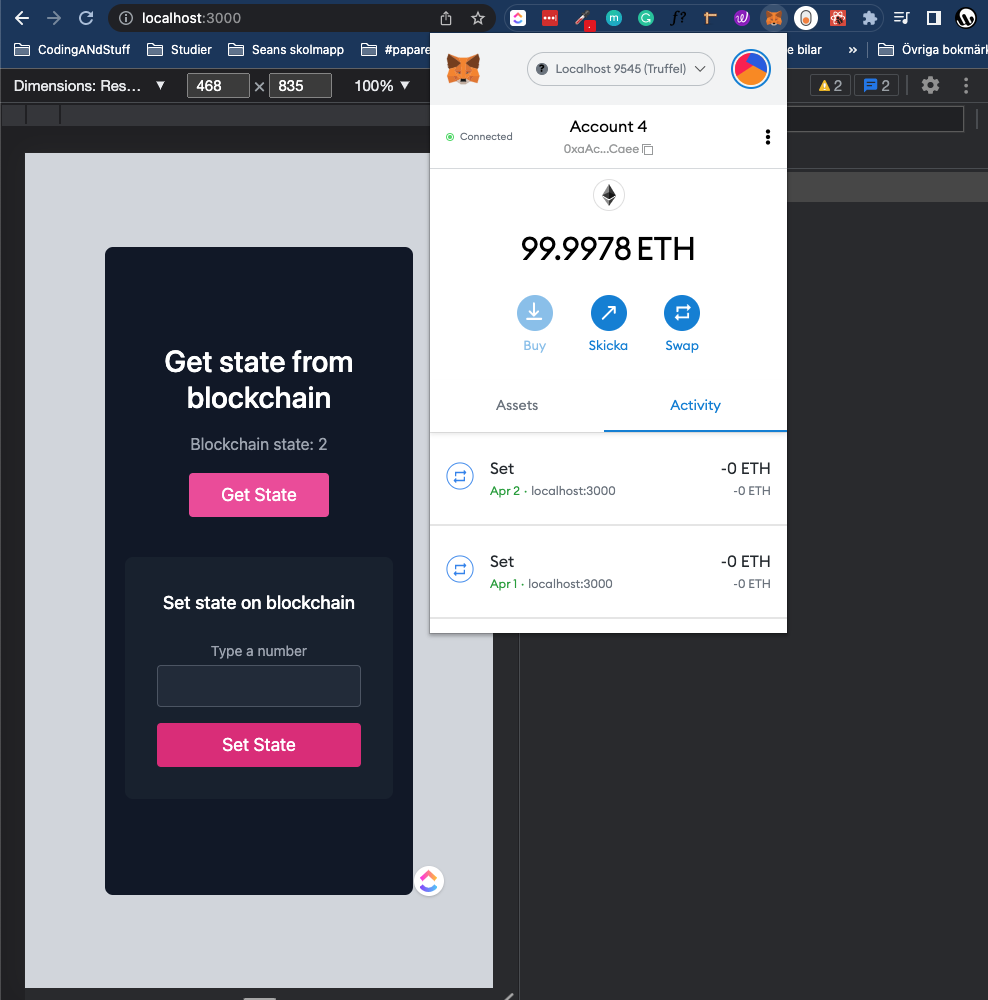 localhost:3000
CodingANdStuff
Studier
Seans skolmapp
e bilar
»
Övriga bokmärk
Dimensions: Res... ▼
468 × 835
100% ▼
2
2
Localhost 9545 (Truffel)
Connected
Account 4
0xaAc...Caee
99.9978 ETH
Buy
Skicka
Swap
Assets
Activity
Set
-0 ETH
Apr 2 · localhost:3000
-0 ETH
Set
-0 ETH
Apr 1 · localhost:3000
-0 ETH
Get state from
blockchain
Blockchain state: 2
Get State
Set state on blockchain
Type a number
Set State